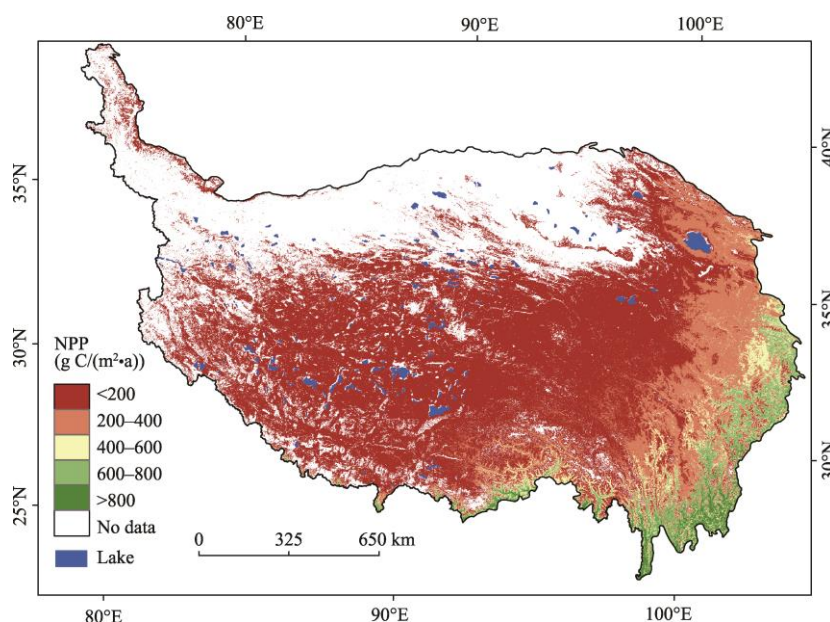 80°E
90°E
100°E
40°N
35°N
35°N
30°N
30°N
25°N
NPP
(g C/(m²•a))
<200
200–400
400–600
600–800
>800
No data
Lake
0 325 650 km
80°E
90°E
100°E